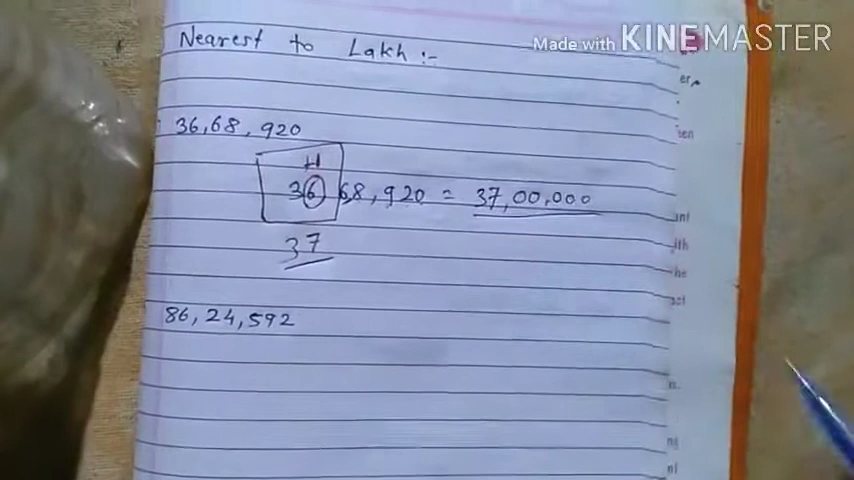 Made with KINEMASTER
Nearest to Lakh :-
36,68,920
36 68,920 = 37,00,000
37
86,24,592